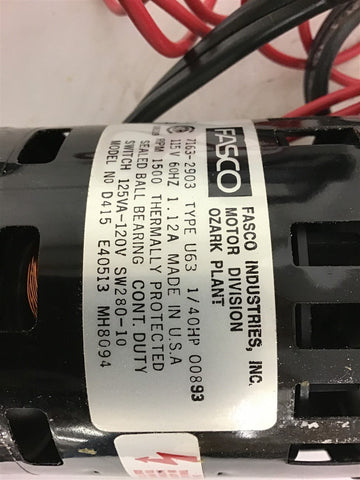 FASCO
FASCO INDUSTRIES, INC.
MOTOR DIVISION
OZARK PLANT
7163-2903 TYPE U63 1/40HP 00893
115V 60HZ 1.12A MADE IN U.S.A
RPM 1500 THERMALLY PROTECTED
SEALED BALL BEARING CONT. DUTY
SWITCH 125VA-120V SW280-10
MODEL NO D415 E40513 MH8094